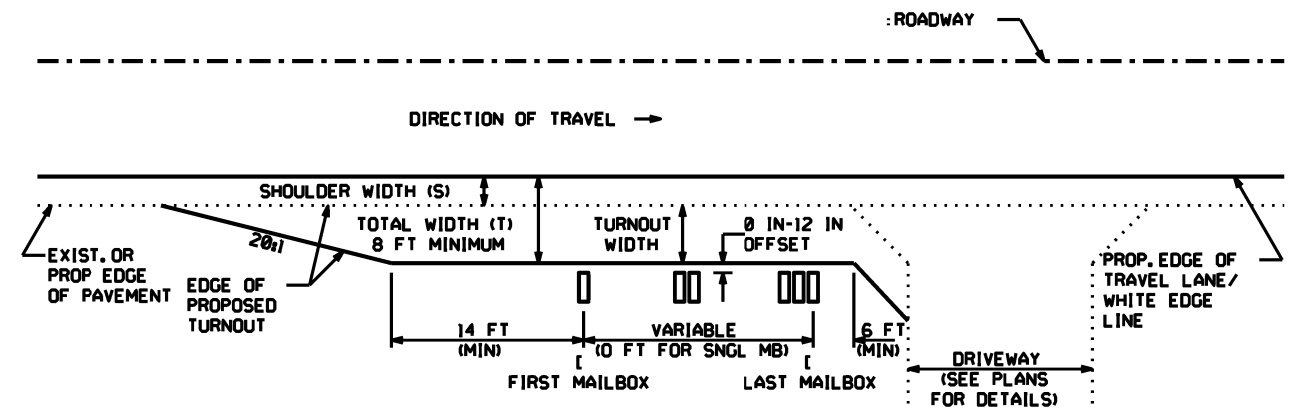 :ROADWAY
DIRECTION OF TRAVEL
SHOULDER WIDTH (S)
TOTAL WIDTH (T)
8 FT MINIMUM
TURNOUT
WIDTH
0 IN-12 IN
OFFSET
20:1
EXIST. OR
PROP EDGE
OF PAVEMENT
EDGE OF
PROPOSED
TURNOUT
PROP. EDGE OF
TRAVEL LANE/
WHITE EDGE
LINE
14 FT
(MIN)
VARIABLE
(0 FT FOR SNGL MB)
6 FT
(MIN)
[
FIRST MAILBOX
[
LAST MAILBOX
DRIVEWAY
(SEE PLANS
FOR DETAILS)